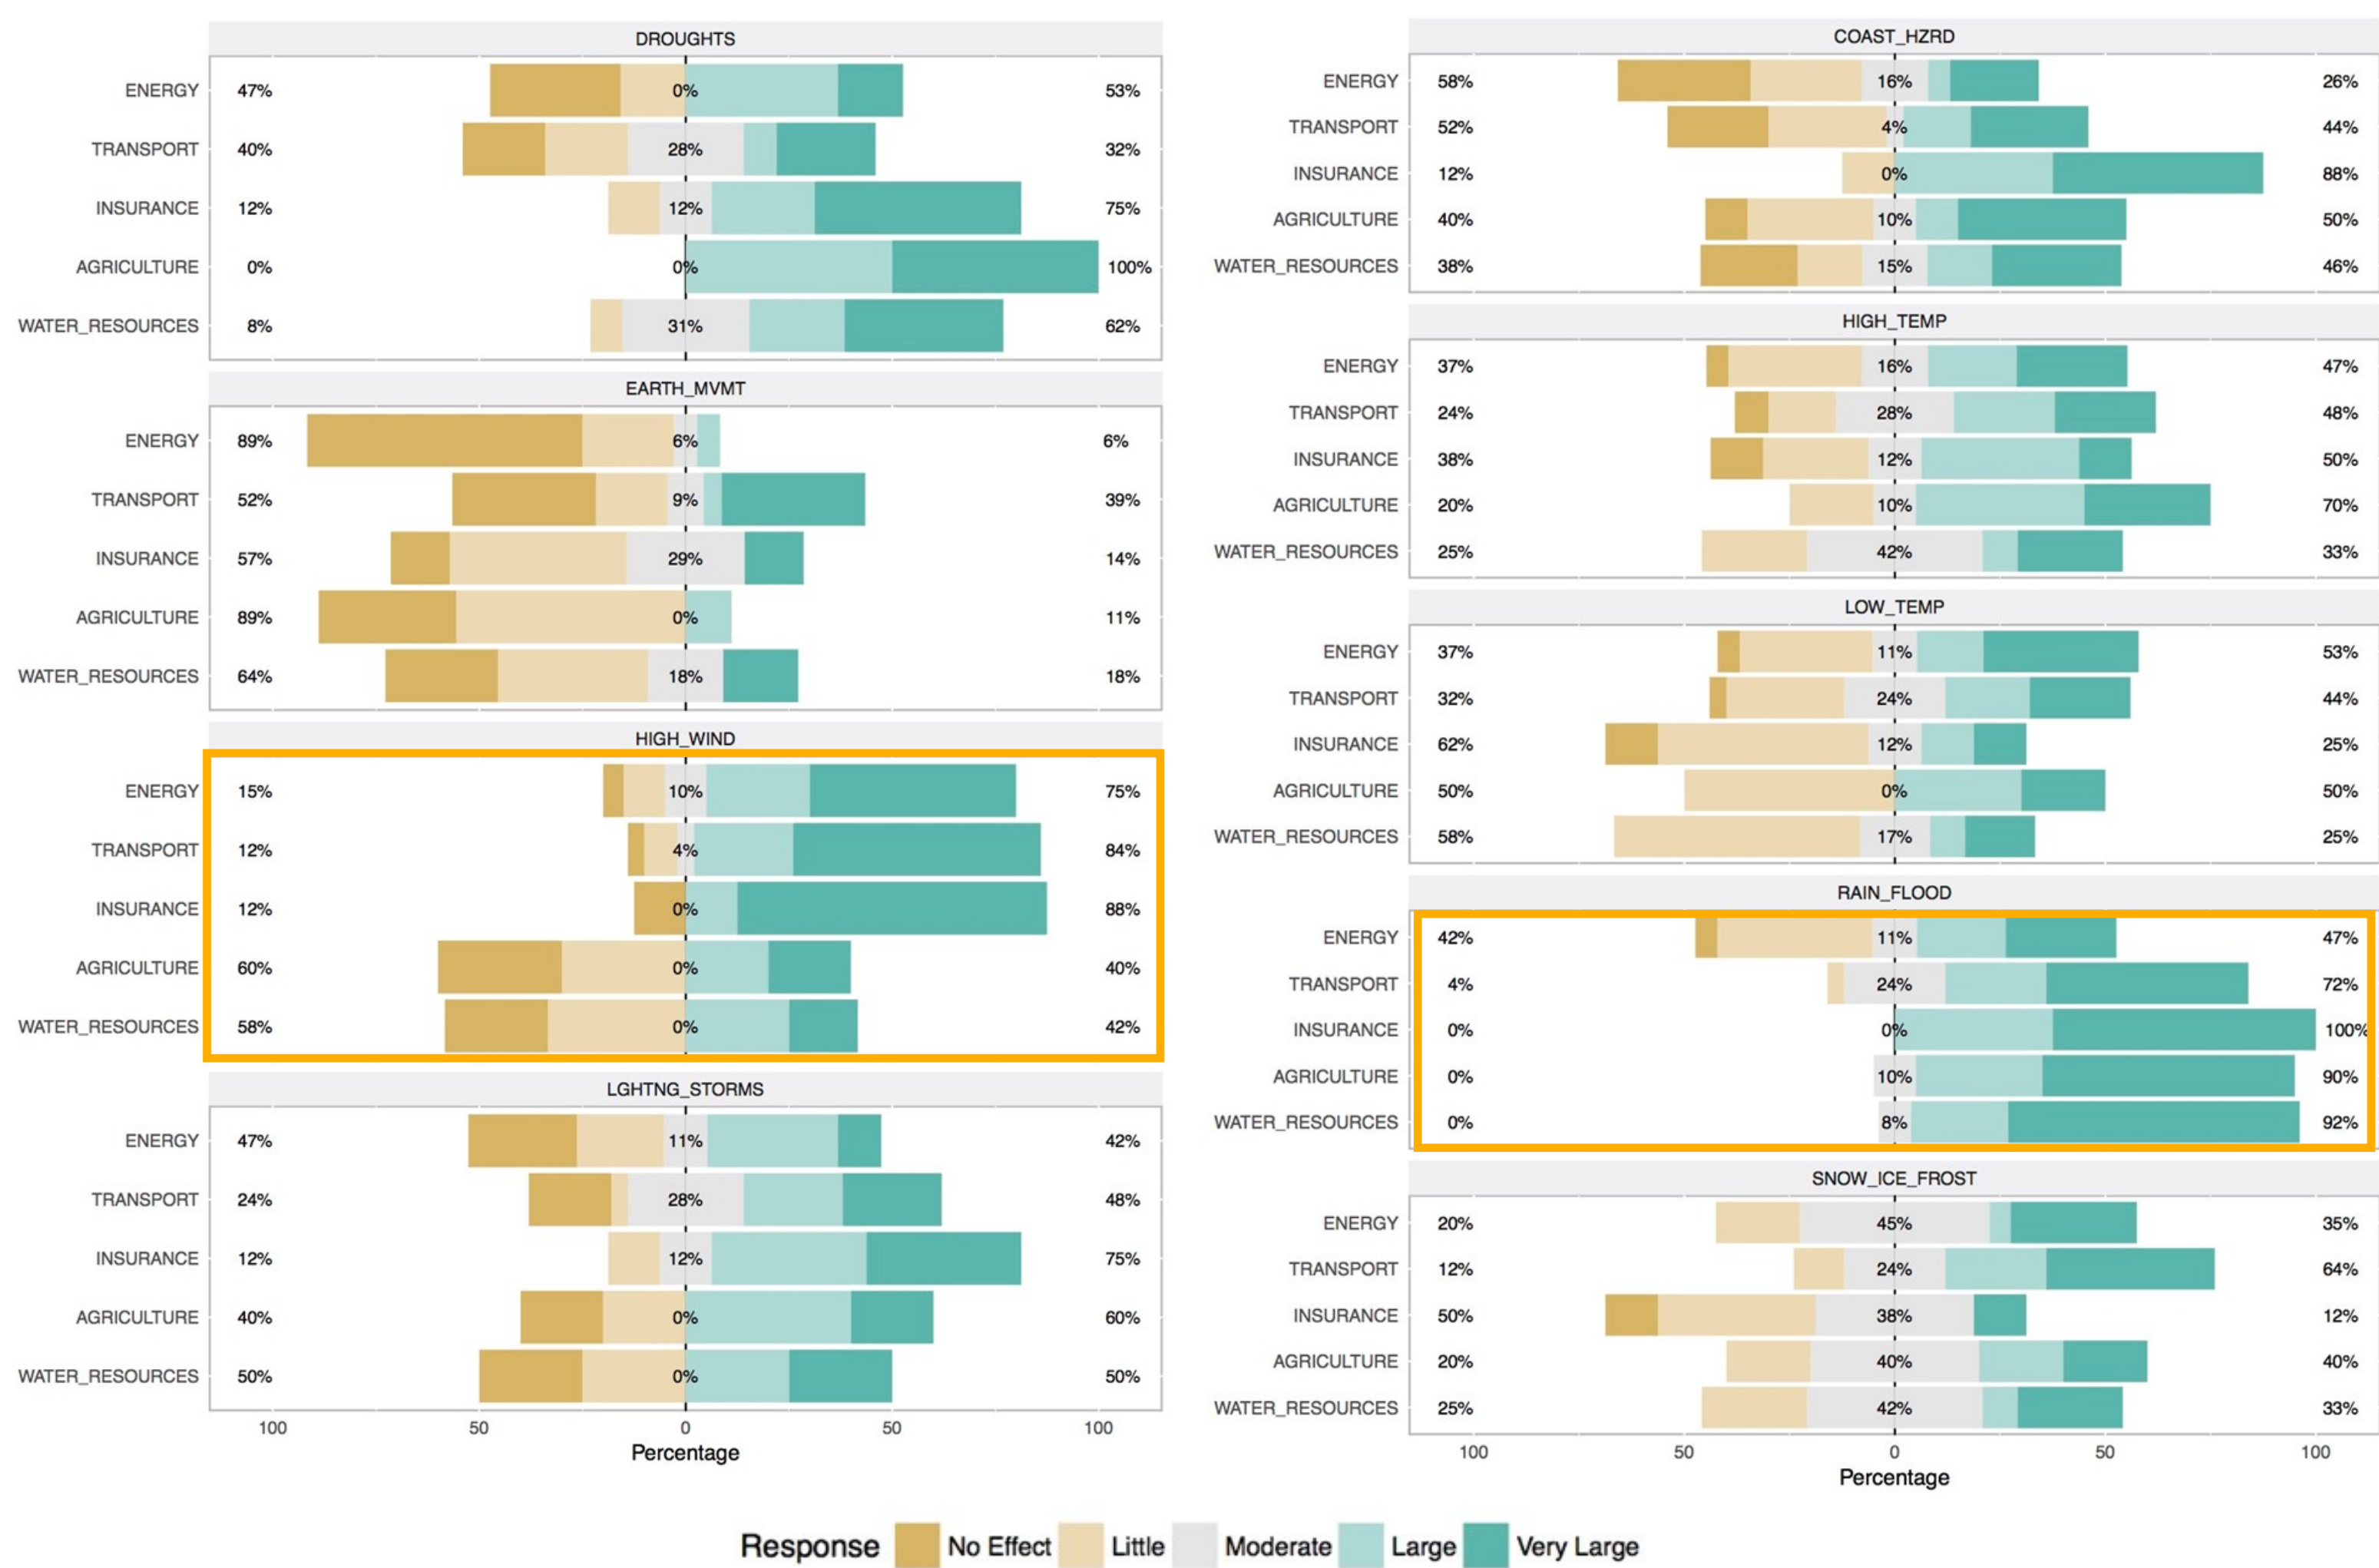 DROUGHTS
ENERGY 47% 0% 53%
TRANSPORT 40% 28% 32%
INSURANCE 12% 12% 75%
AGRICULTURE 0% 0% 100%
WATER_RESOURCES 8% 31% 62%
EARTH_MVMT
ENERGY 89% 6% 6%
TRANSPORT 52% 9% 39%
INSURANCE 57% 29% 14%
AGRICULTURE 89% 0% 11%
WATER_RESOURCES 64% 18% 18%
HIGH_WIND
ENERGY 15% 10% 75%
TRANSPORT 12% 4% 84%
INSURANCE 12% 0% 88%
AGRICULTURE 60% 0% 40%
WATER_RESOURCES 58% 0% 42%
LGHTNG_STORMS
ENERGY 47% 11% 42%
TRANSPORT 24% 28% 48%
INSURANCE 12% 12% 75%
AGRICULTURE 40% 0% 60%
WATER_RESOURCES 50% 0% 50%
100 50 0 50 100
Percentage
COAST_HZRD
ENERGY 58% 16% 26%
TRANSPORT 52% 4% 44%
INSURANCE 12% 0% 88%
AGRICULTURE 40% 10% 50%
WATER_RESOURCES 38% 15% 46%
HIGH_TEMP
ENERGY 37% 16% 47%
TRANSPORT 24% 28% 48%
INSURANCE 38% 12% 50%
AGRICULTURE 20% 10% 70%
WATER_RESOURCES 25% 42% 33%
LOW_TEMP
ENERGY 37% 11% 53%
TRANSPORT 32% 24% 44%
INSURANCE 62% 12% 25%
AGRICULTURE 50% 0% 50%
WATER_RESOURCES 58% 17% 25%
RAIN_FLOOD
ENERGY 42% 11% 47%
TRANSPORT 4% 24% 72%
INSURANCE 0% 0% 100%
AGRICULTURE 0% 10% 90%
WATER_RESOURCES 0% 8% 92%
SNOW_ICE_FROST
ENERGY 20% 45% 35%
TRANSPORT 12% 24% 64%
INSURANCE 50% 38% 12%
AGRICULTURE 20% 40% 40%
WATER_RESOURCES 25% 42% 33%
100 50 0 50 100
Percentage
Response No Effect Little Moderate Large Very Large